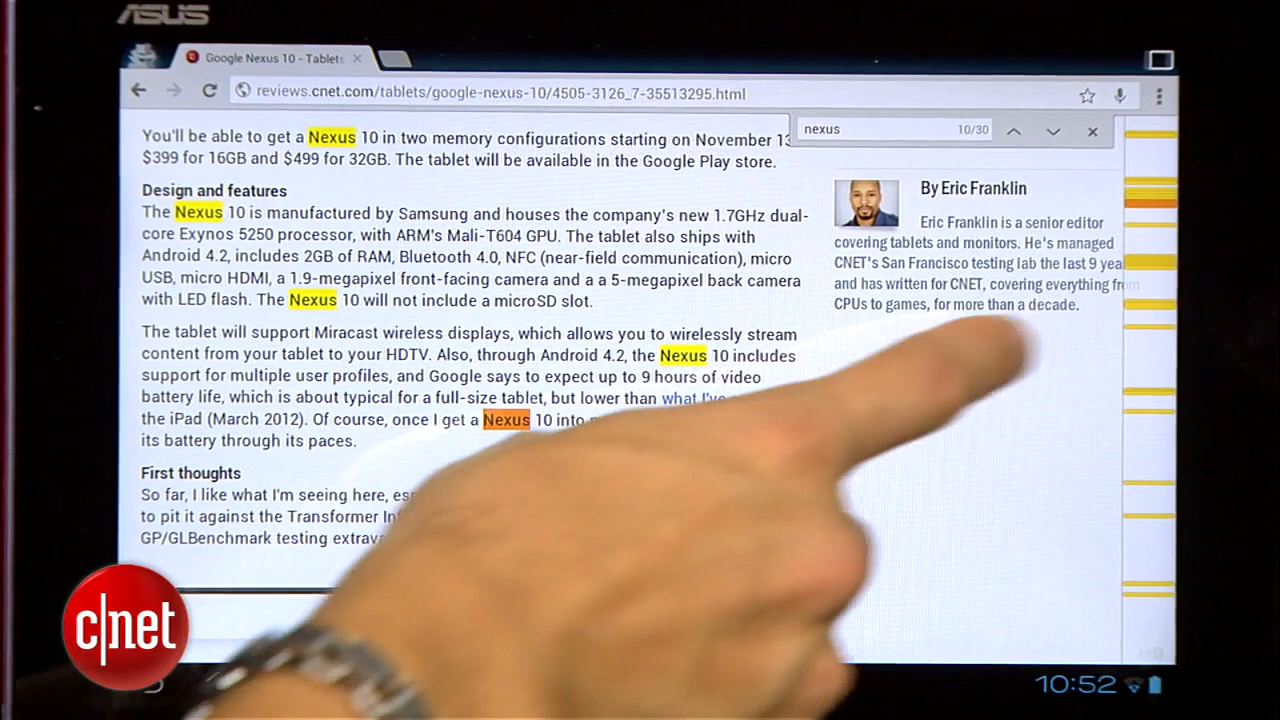 ASUS
Google Nexus 10 - Tablets
reviews.cnet.com/tablets/google-nexus-10/4505-3126_7-35513295.html
nexus 10/30
You'll be able to get a Nexus 10 in two memory configurations starting on November 13
$399 for 16GB and $499 for 32GB. The tablet will be available in the Google Play store.
Design and features
The Nexus 10 is manufactured by Samsung and houses the company's new 1.7GHz dual-
core Exynos 5250 processor, with ARM's Mali-T604 GPU. The tablet also ships with
Android 4.2, includes 2GB of RAM, Bluetooth 4.0, NFC (near-field communication), micro
USB, micro HDMI, a 1.9-megapixel front-facing camera and a a 5-megapixel back camera
with LED flash. The Nexus 10 will not include a microSD slot.
The tablet will support Miracast wireless displays, which allows you to wirelessly stream
content from your tablet to your HDTV. Also, through Android 4.2, the Nexus 10 includes
support for multiple user profiles, and Google says to expect up to 9 hours of video
battery life, which is about typical for a full-size tablet, but lower than what I've
the iPad (March 2012). Of course, once I get a Nexus 10 into
its battery through its paces.
First thoughts
So far, I like what I'm seeing here,
to pit it against the Transformer
GP/GLBenchmark testing
By Eric Franklin
Eric Franklin is a senior editor
covering tablets and monitors. He's managed
CNET's San Francisco testing lab the last 9
and has written for CNET, covering everything from
CPUs to games, for more than a decade.
c|net
10:52